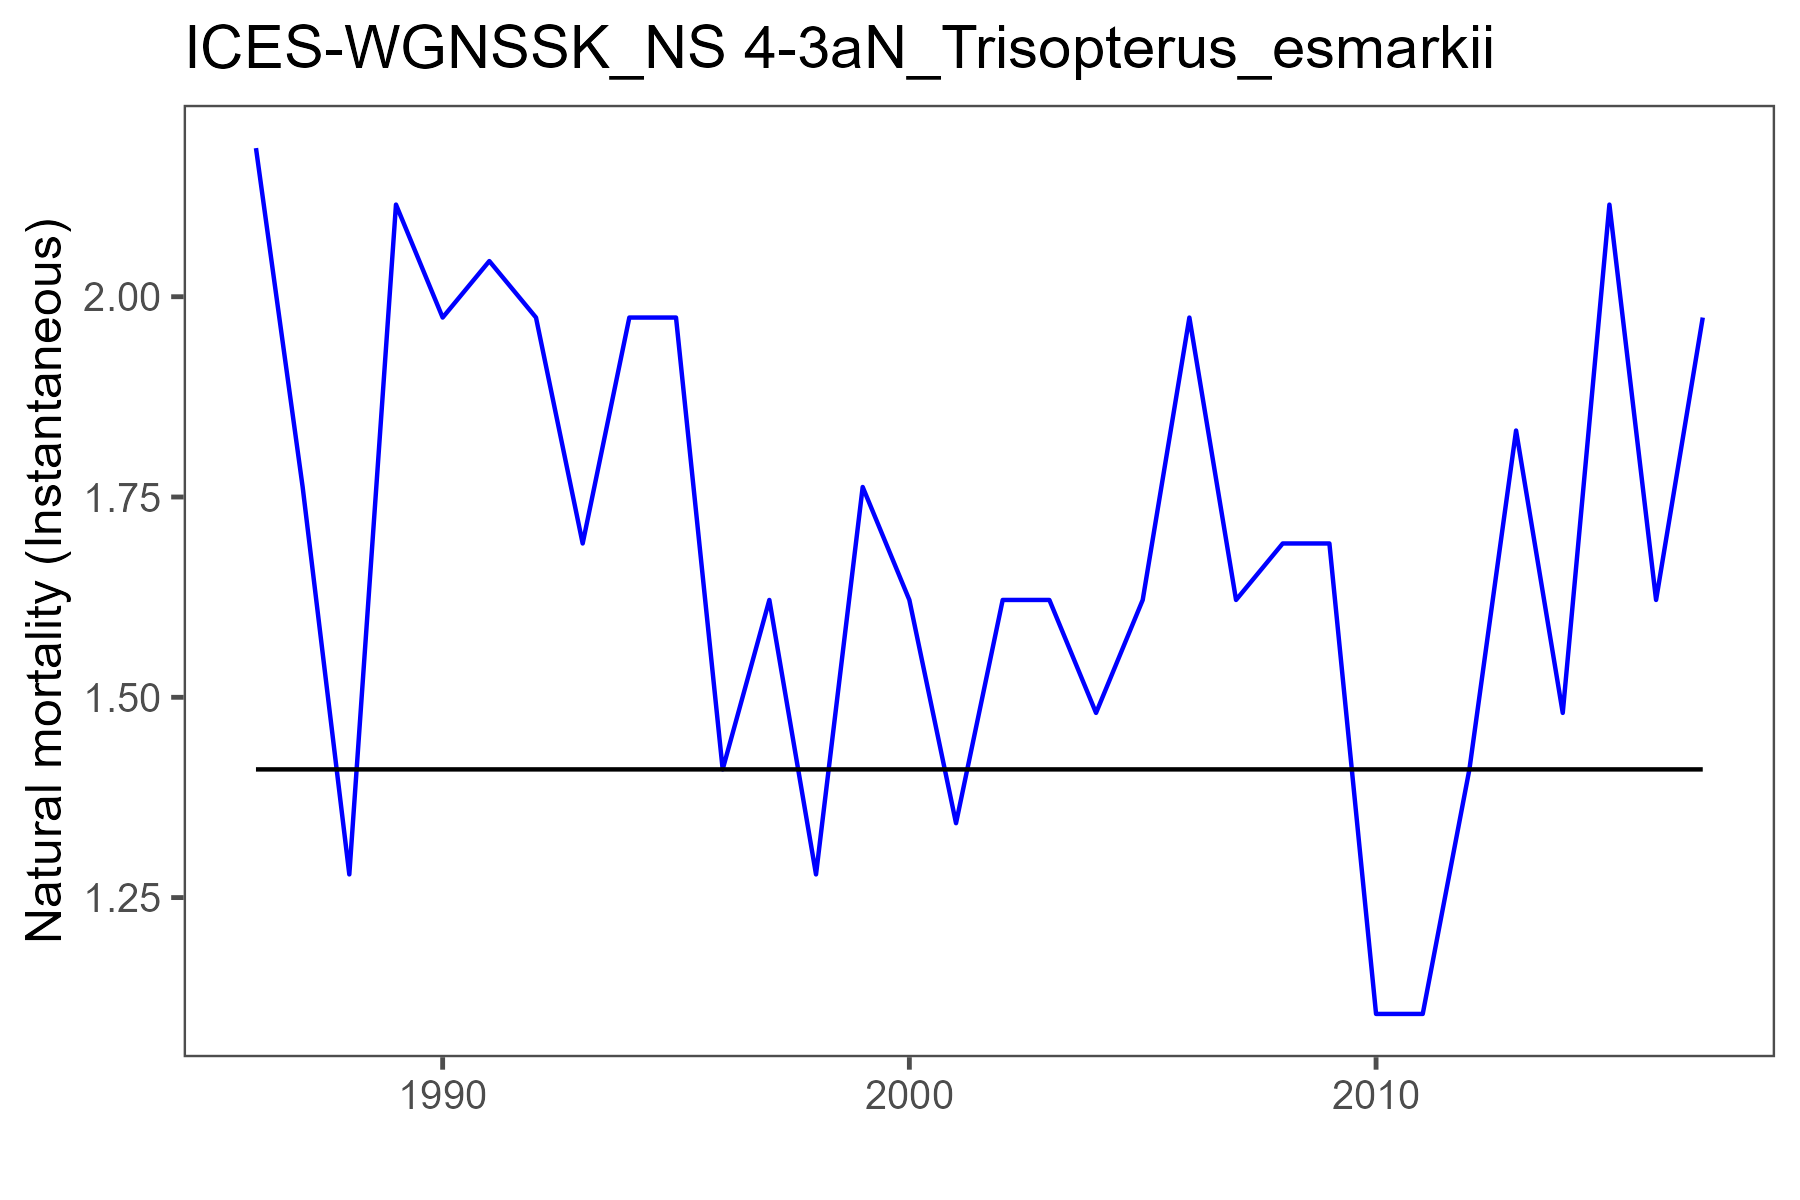 ICES-WGNSSK_NS 4-3aN_Trisopterus_esmarkii
Natural mortality (Instantaneous)
2.00
1.75
1.50
1.25
1990 2000 2010